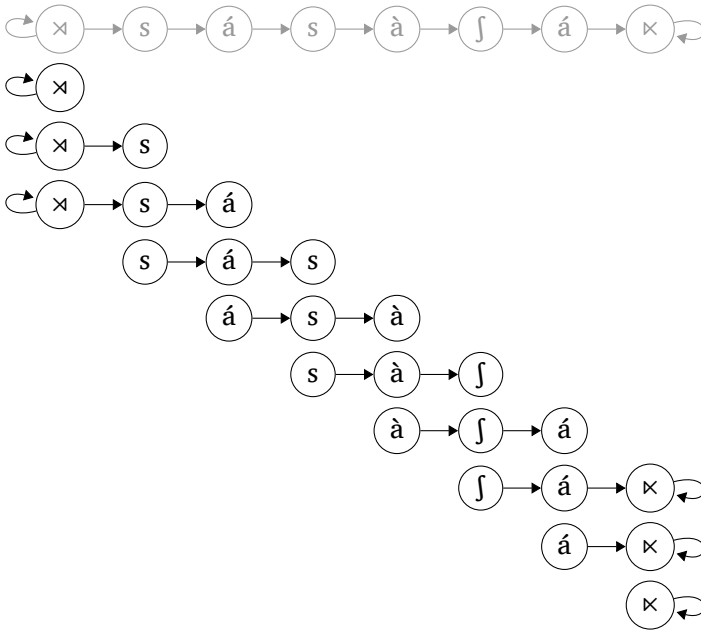 ⋊ s á s à ʃ á ⋉
⋊
⋊ s
⋊ s á
s á s
á s à
s à ʃ
à ʃ á
ʃ á ⋉
á ⋉
⋉